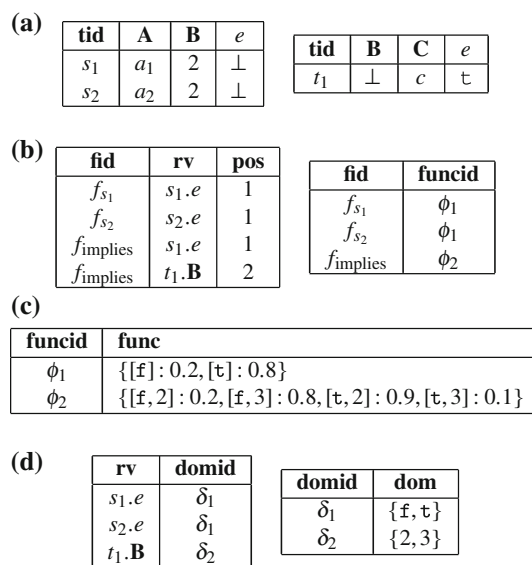 (a)
tid A B e
s1 a1 2 ⊥
s2 a2 2 ⊥
tid B C e
t1 ⊥ c t
(b)
fid rv pos
fs1 s1.e 1
fs2 s2.e 1
fimplies s1.e 1
fimplies t1.B 2
fid funcid
fs1 ϕ1
fs2 ϕ1
fimplies ϕ2
(c)
funcid func
ϕ1 {[f]: 0.2, [t]: 0.8}
ϕ2 {[f, 2]: 0.2, [f, 3]: 0.8, [t, 2]: 0.9, [t, 3]: 0.1}
(d)
rv domid
s1.e δ1
s2.e δ1
t1.B δ2
domid dom
δ1 {f, t}
δ2 {2, 3}